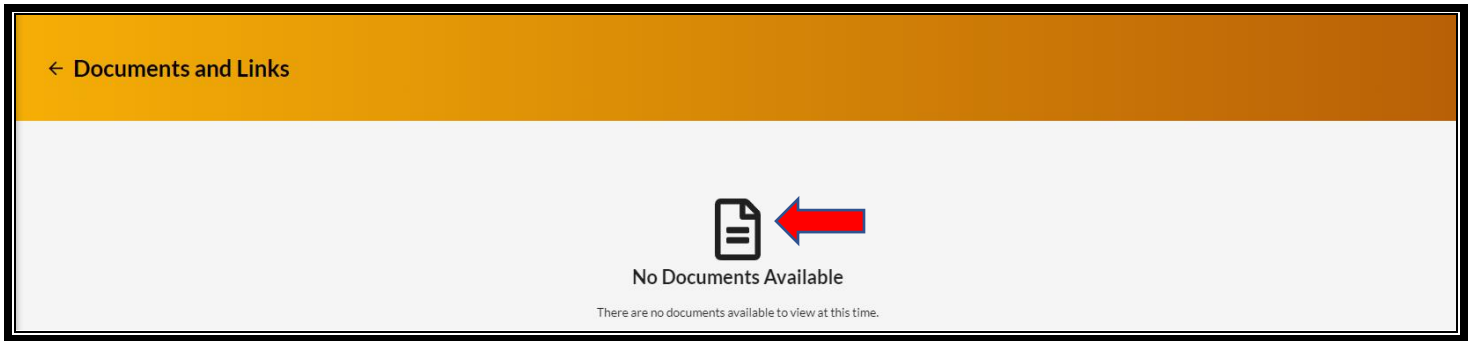 ← Documents and Links
No Documents Available
There are no documents available to view at this time.